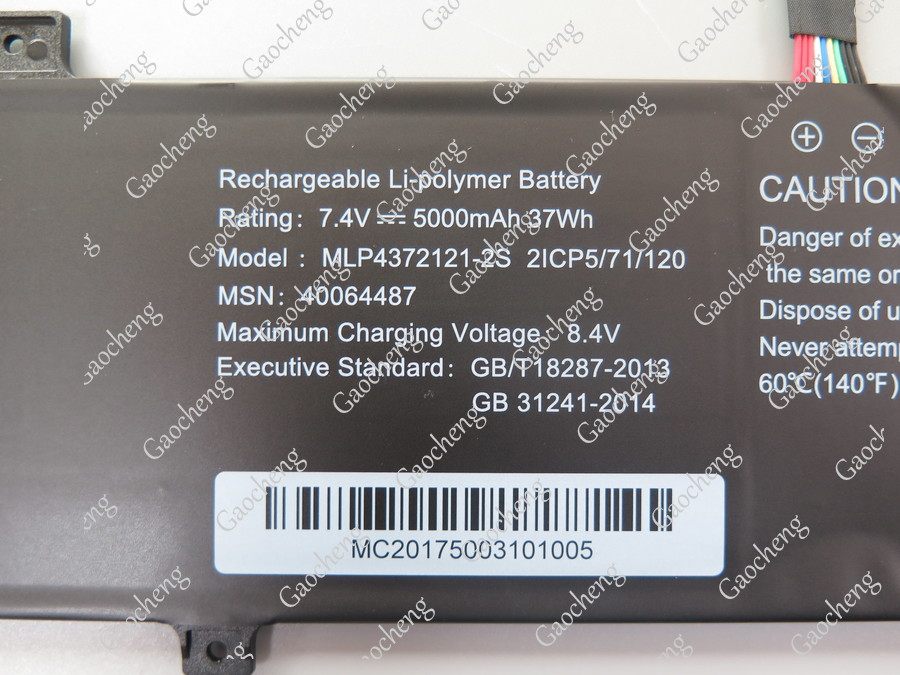 Rechargeable Li-polymer Battery
Rating: 7.4V ⎓ 5000mAh 37Wh
Model : MLP4372121-2S 2ICP5/71/120
MSN: 40064487
Maximum Charging Voltage: 8.4V
Executive Standard: GB/T18287-2013
GB 31241-2014
MC20175003101005
+ −
CAUTION
Danger of ex
the same or
Dispose of u
Never attemp
60℃(140℉)
Gaocheng